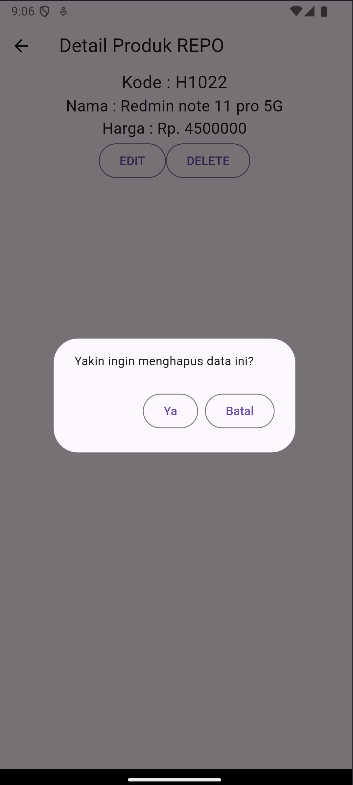 9:06
Detail Produk REPO
Kode : H1022
Nama : Redmin note 11 pro 5G
Harga : Rp. 4500000
EDIT DELETE
Yakin ingin menghapus data ini?
Ya Batal